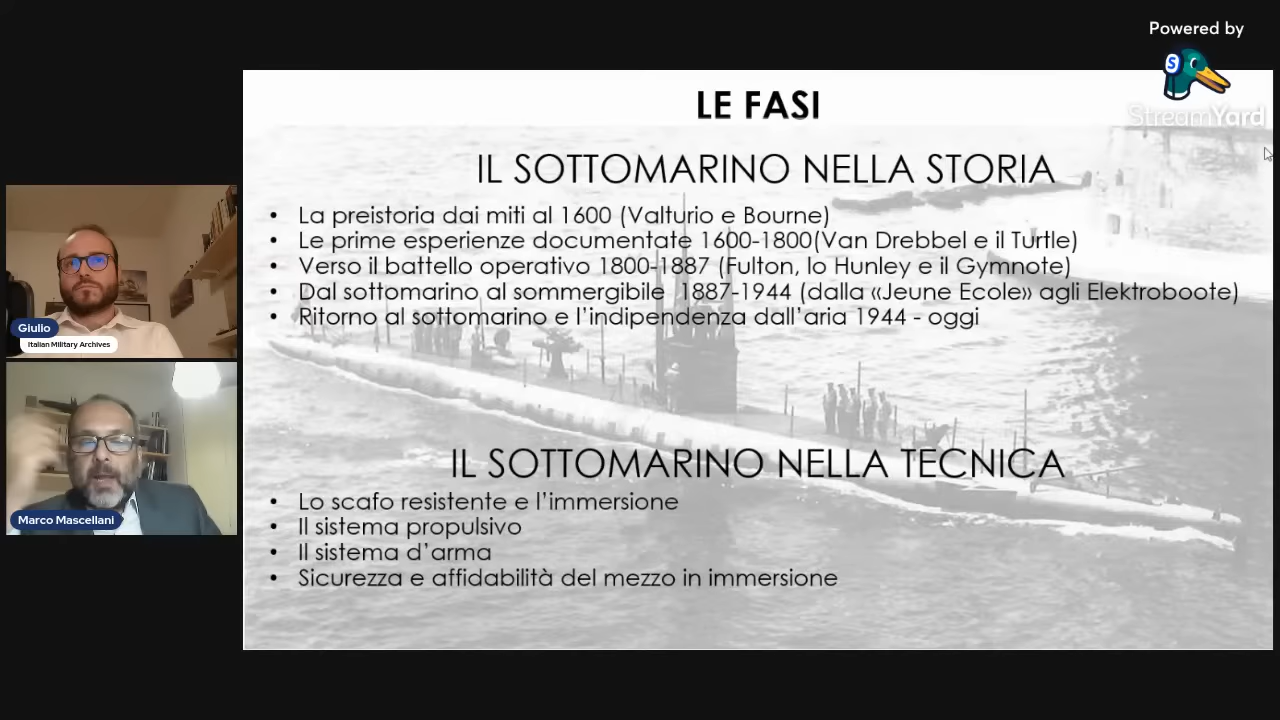 Powered by
StreamYard
LE FASI
IL SOTTOMARINO NELLA STORIA
• La preistoria dai miti al 1600 (Valturio e Bourne)
• Le prime esperienze documentate 1600-1800(Van Drebbel e il Turtle)
• Verso il battello operativo 1800-1887 (Fulton, lo Hunley e il Gymnote)
• Dal sottomarino al sommergibile 1887-1944 (dalla «Jeune Ecole» agli Elektroboote)
• Ritorno al sottomarino e l’indipendenza dall’aria 1944 - oggi
IL SOTTOMARINO NELLA TECNICA
• Lo scafo resistente e l’immersione
• Il sistema propulsivo
• Il sistema d’arma
• Sicurezza e affidabilità del mezzo in immersione
Giulio
Italian Military Archives
Marco Mascellani